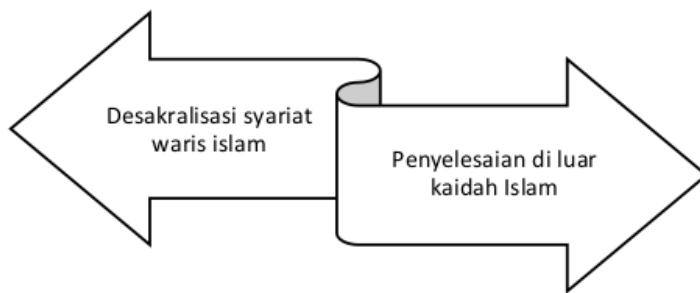 Desakralisasi syariat
waris islam
Penyelesaian di luar
kaidah Islam